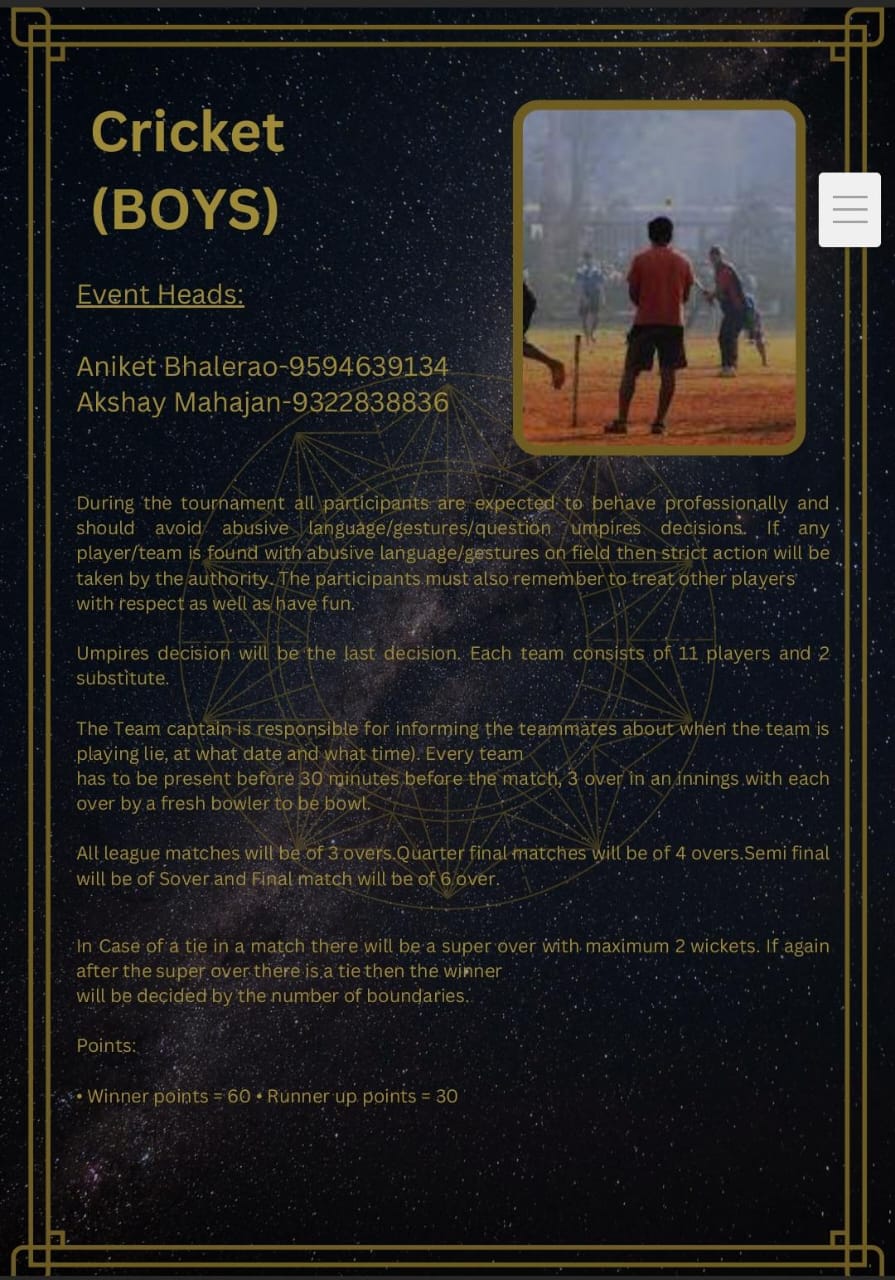 Cricket
(BOYS)
Event Heads:
Aniket Bhalerao-9594639134
Akshay Mahajan-9322838836
During the tournament all participants are expected to behave professionally and
should avoid abusive language/gestures/question umpires decisions. If any
player/team is found with abusive language/gestures on field then strict action will be
taken by the authority. The participants must also remember to treat other players'
with respect as well as have fun.
Umpires decision will be the last decision. Each team consists of 11 players and 2
substitute.
The Team captain is responsible for informing the teammates about when the team is
playing lie, at what date and what time). Every team
has to be present before 30 minutes before the match, 3 over in an innings with each
over by a fresh bowler to be bowl.
All league matches will be of 3 overs.Quarter final matches will be of 4 overs.Semi final
will be of Sover and Final match will be of 6 over.
In Case of a tie in a match there will be a super over with maximum 2 wickets. If again
after the super over there is a tie then the winner
will be decided by the number of boundaries.
Points:
• Winner points = 60 • Runner up points = 30